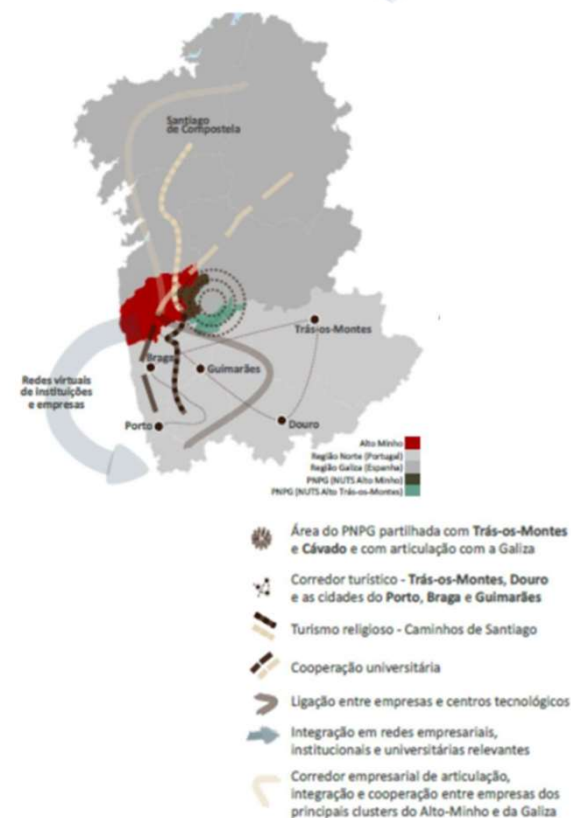 Santiago
de Compostela
Trás-os-Montes
Braga
Guimarães
Redes virtuais
de instituições
e empresas
Porto
Douro
Alto Minho
Região Norte (Portugal)
Região Galiza (Espanha)
PNPG (NUTS Alto Minho)
PNPG (NUTS Alto Trás-os-Montes)
Área do PNPG partilhada com Trás-os-Montes
e Cávado e com articulação com a Galiza
Corredor turístico - Trás-os-Montes, Douro
e as cidades do Porto, Braga e Guimarães
Turismo religioso - Caminhos de Santiago
Cooperação universitária
Ligação entre empresas e centros tecnológicos
Integração em redes empresariais,
institucionais e universitárias relevantes
Corredor empresarial de articulação,
integração e cooperação entre empresas dos
principais clusters do Alto-Minho e da Galiza